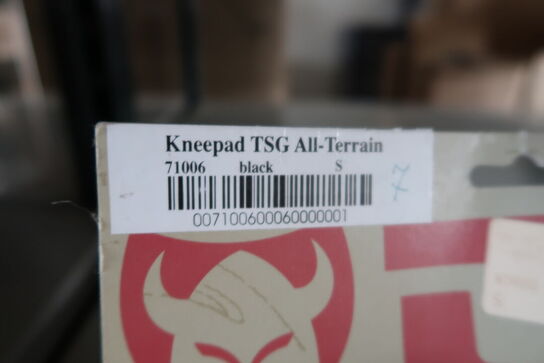 Kneepad TSG All-Terrain
71006 black S
007100600060000001
S